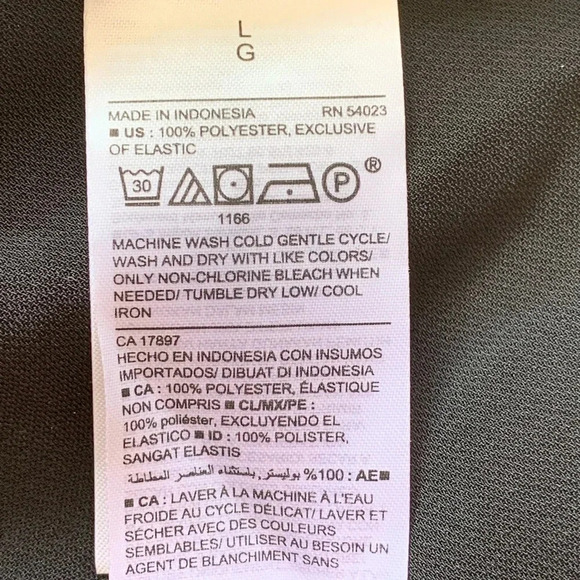 L
G
MADE IN INDONESIA RN 54023
■ US : 100% POLYESTER, EXCLUSIVE
OF ELASTIC
30 P ®
1166
MACHINE WASH COLD GENTLE CYCLE/
WASH AND DRY WITH LIKE COLORS/
ONLY NON-CHLORINE BLEACH WHEN
NEEDED/ TUMBLE DRY LOW/ COOL
IRON
CA 17897
HECHO EN INDONESIA CON INSUMOS
IMPORTADOS/ DIBUAT DI INDONESIA
■ CA : 100% POLYESTER, ÉLASTIQUE
NON COMPRIS ■ CL/MX/PE :
100% poliéster, EXCLUYENDO EL
ELASTICO ■ ID : 100% POLISTER,
SANGAT ELASTIS
■AE : 100% بوليستر, باستثناء العناصر المطاطة
■ CA : LAVER À LA MACHINE À L'EAU
FROIDE AU CYCLE DÉLICAT/ LAVER ET
SÉCHER AVEC DES COULEURS
SEMBLABLES/ UTILISER AU BESOIN UN
AGENT DE BLANCHIMENT SANS